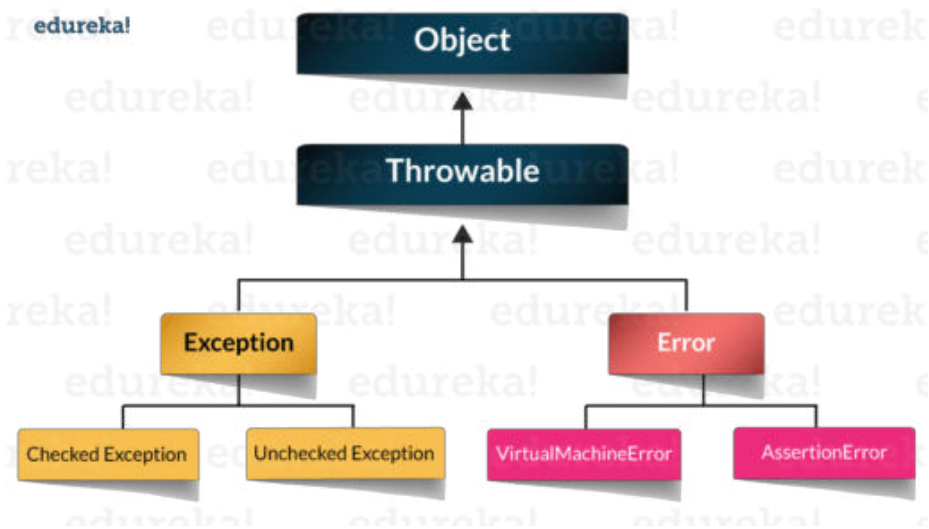 edureka!
Object
Throwable
Exception
Error
Checked Exception
Unchecked Exception
VirtualMachineError
AssertionError